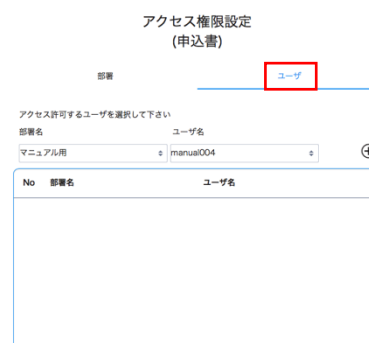 アクセス権限設定
(申込書)
部署 ユーザ
アクセス許可するユーザを選択して下さい
部署名 ユーザ名
マニュアル用 manual004
No 部署名 ユーザ名